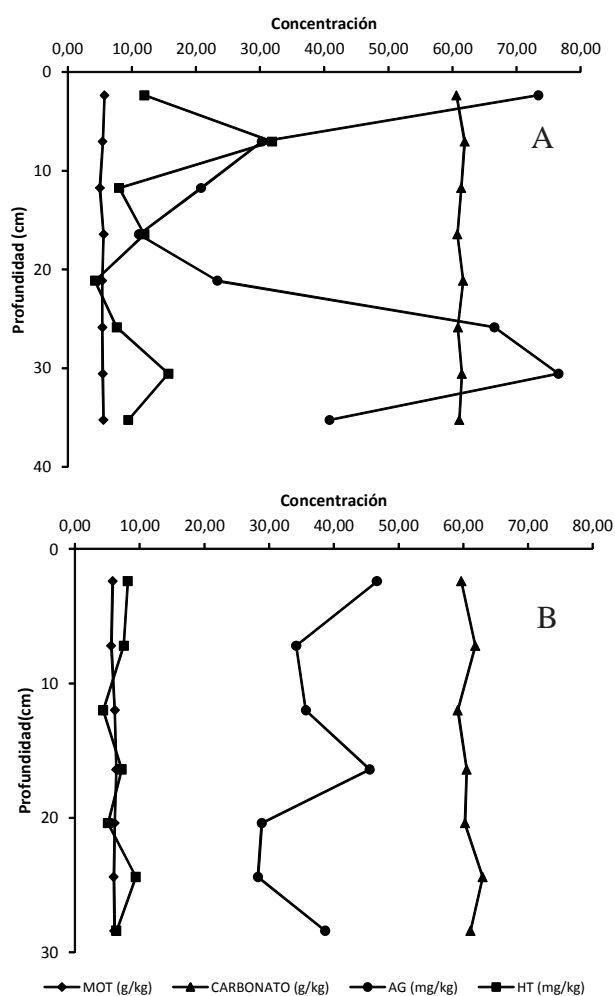 Concentración
0,00 10,00 20,00 30,00 40,00 50,00 60,00 70,00 80,00
0
10
20
30
40
Profundidad (cm)
A
Concentración
0,00 10,00 20,00 30,00 40,00 50,00 60,00 70,00 80,00
0
10
20
30
Profundidad(cm)
B
MOT (g/kg) CARBONATO (g/kg) AG (mg/kg) HT (mg/kg)